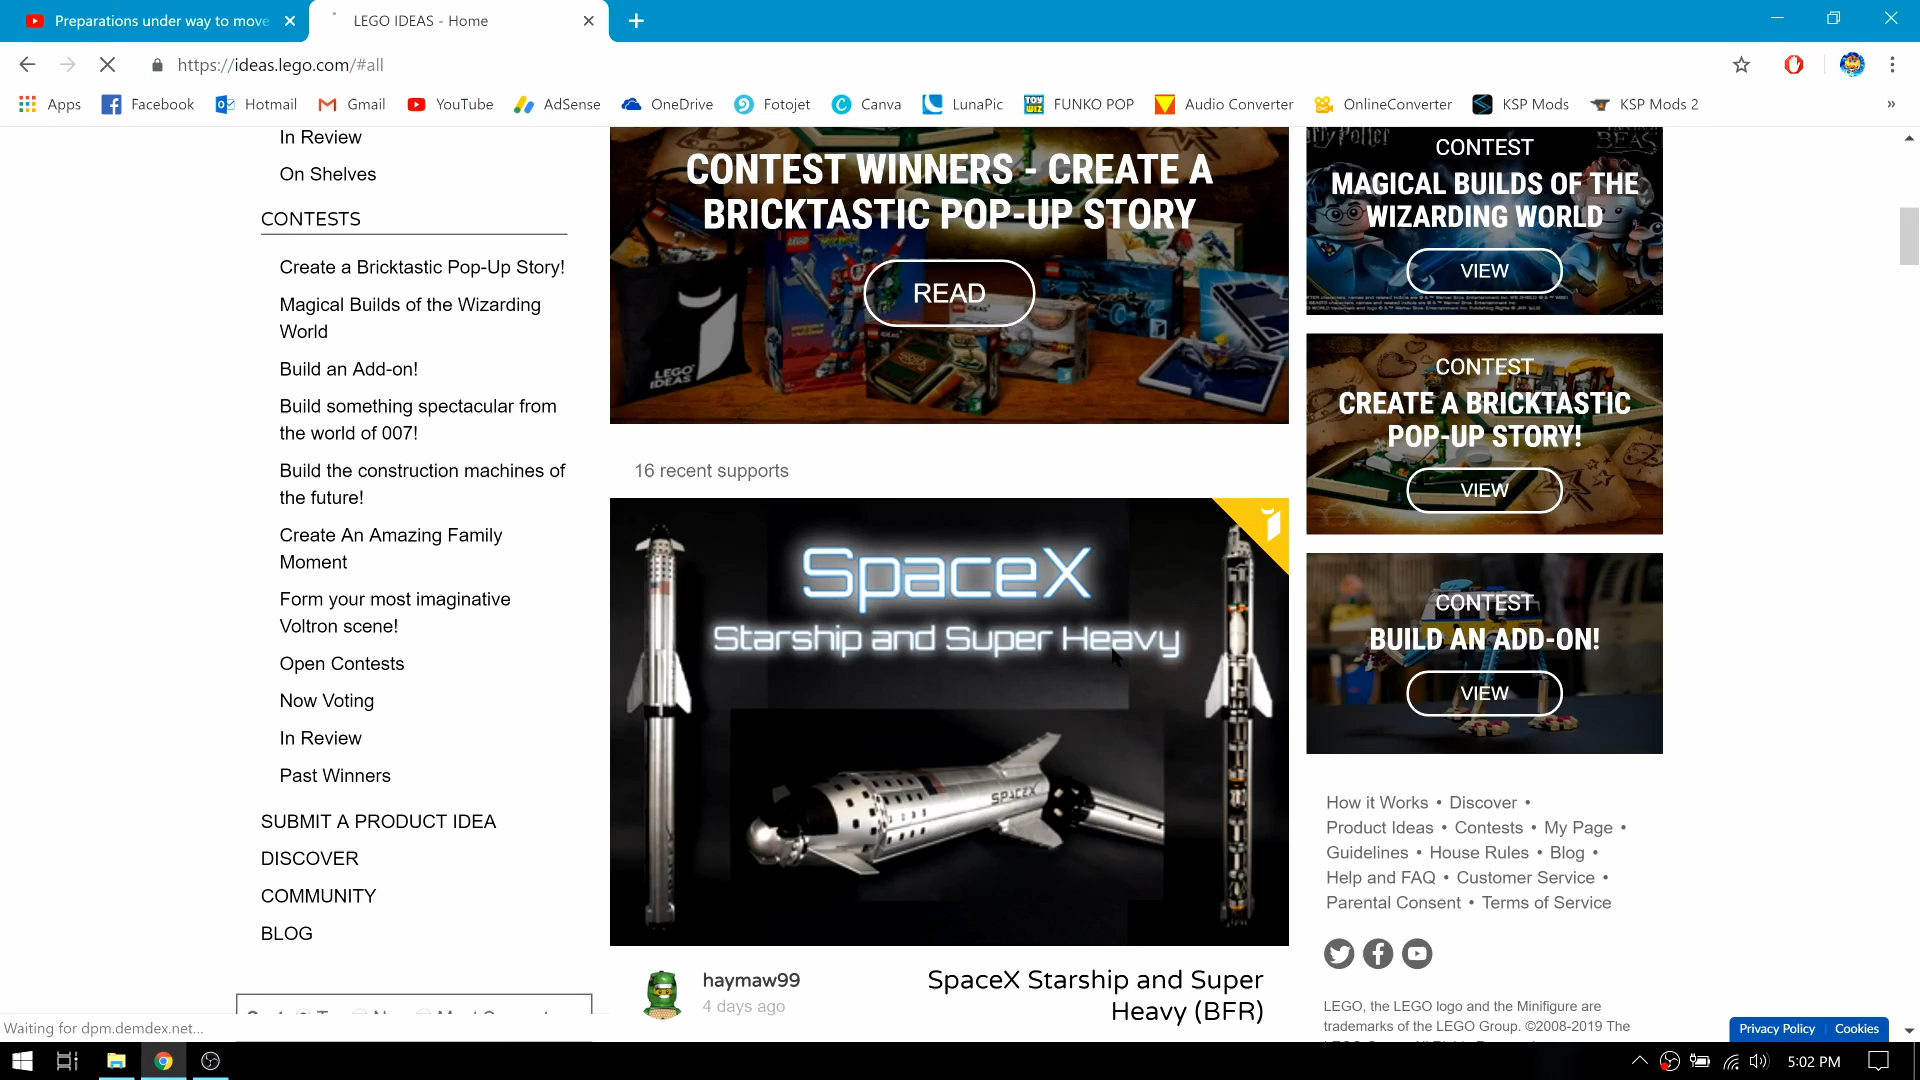 Preparations under way to move
LEGO IDEAS - Home
https://ideas.lego.com/#all
Apps
Facebook
Hotmail
Gmail
YouTube
AdSense
OneDrive
Fotojet
Canva
LunaPic
FUNKO POP
Audio Converter
OnlineConverter
KSP Mods
KSP Mods 2
»
In Review
On Shelves
CONTESTS
Create a Bricktastic Pop-Up Story!
Magical Builds of the Wizarding
World
Build an Add-on!
Build something spectacular from
the world of 007!
Build the construction machines of
the future!
Create An Amazing Family
Moment
Form your most imaginative
Voltron scene!
Open Contests
Now Voting
In Review
Past Winners
SUBMIT A PRODUCT IDEA
DISCOVER
COMMUNITY
BLOG
CONTEST WINNERS - CREATE A
BRICKTASTIC POP-UP STORY
READ
LEGO
IDEAS
16 recent supports
SpaceX
Starship and Super Heavy
SPACEX
haymaw99
4 days ago
SpaceX Starship and Super
Heavy (BFR)
CONTEST
MAGICAL BUILDS OF THE
WIZARDING WORLD
VIEW
CONTEST
CREATE A BRICKTASTIC
POP-UP STORY!
VIEW
CONTEST
BUILD AN ADD-ON!
VIEW
How it Works • Discover •
Product Ideas • Contests • My Page •
Guidelines • House Rules • Blog •
Help and FAQ • Customer Service •
Parental Consent • Terms of Service
LEGO, the LEGO logo and the Minifigure are
trademarks of the LEGO Group. ©2008-2019 The
Privacy Policy
Cookies
Waiting for dpm.demdex.net...
5:02 PM